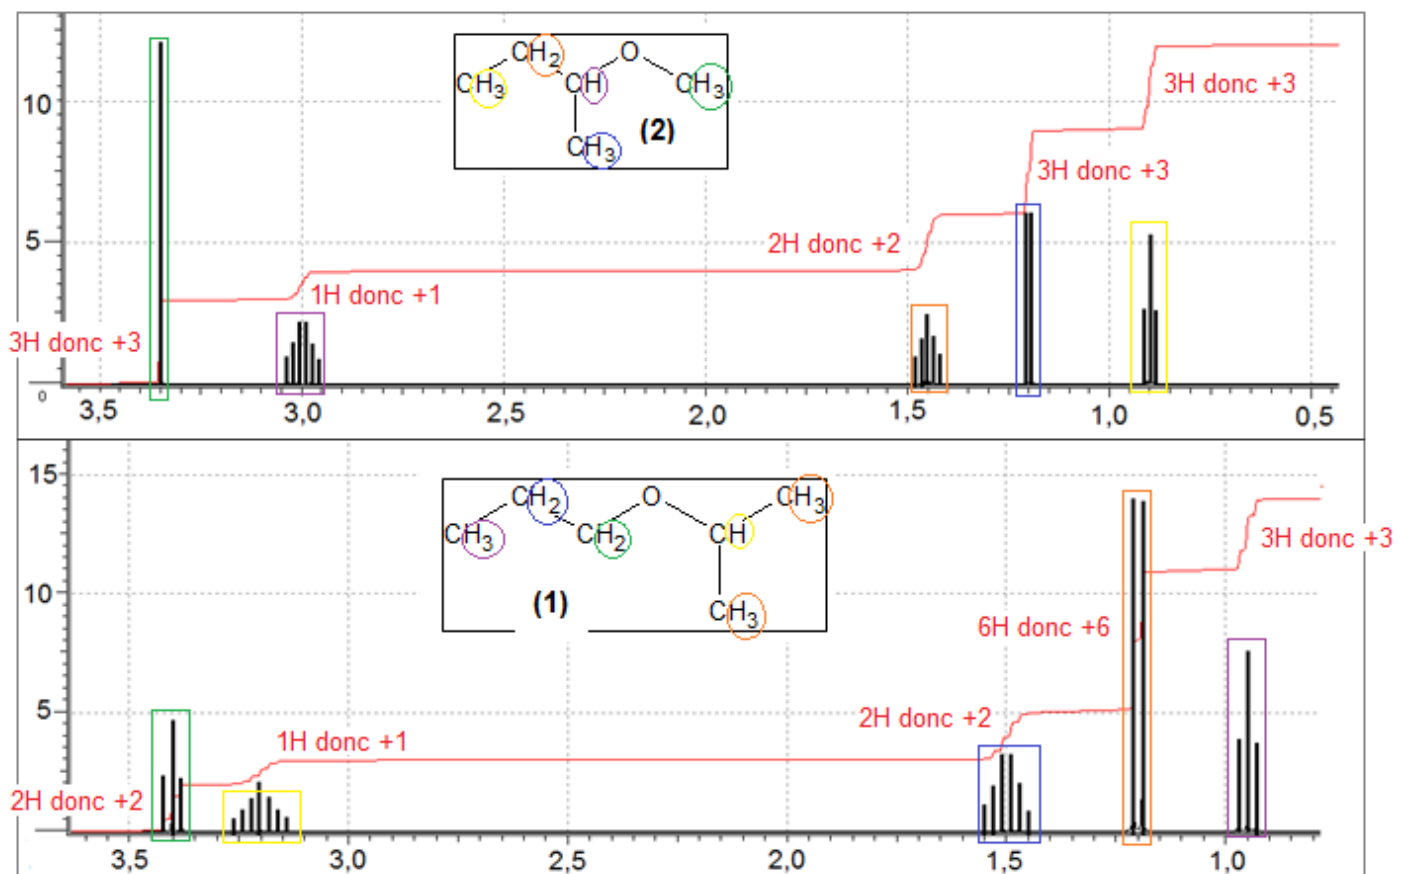 CH2 O
CH3 CH CH3
(2)
CH3
3H donc +3
3H donc +3
2H donc +2
1H donc +1
3H donc +3
10
5
0
3,5 3,0 2,5 2,0 1,5 1,0 0,5
CH2 O CH3
CH3 CH2 CH
(1)
CH3
3H donc +3
6H donc +6
2H donc +2
1H donc +1
2H donc +2
15
10
5
3,5 3,0 2,5 2,0 1,5 1,0